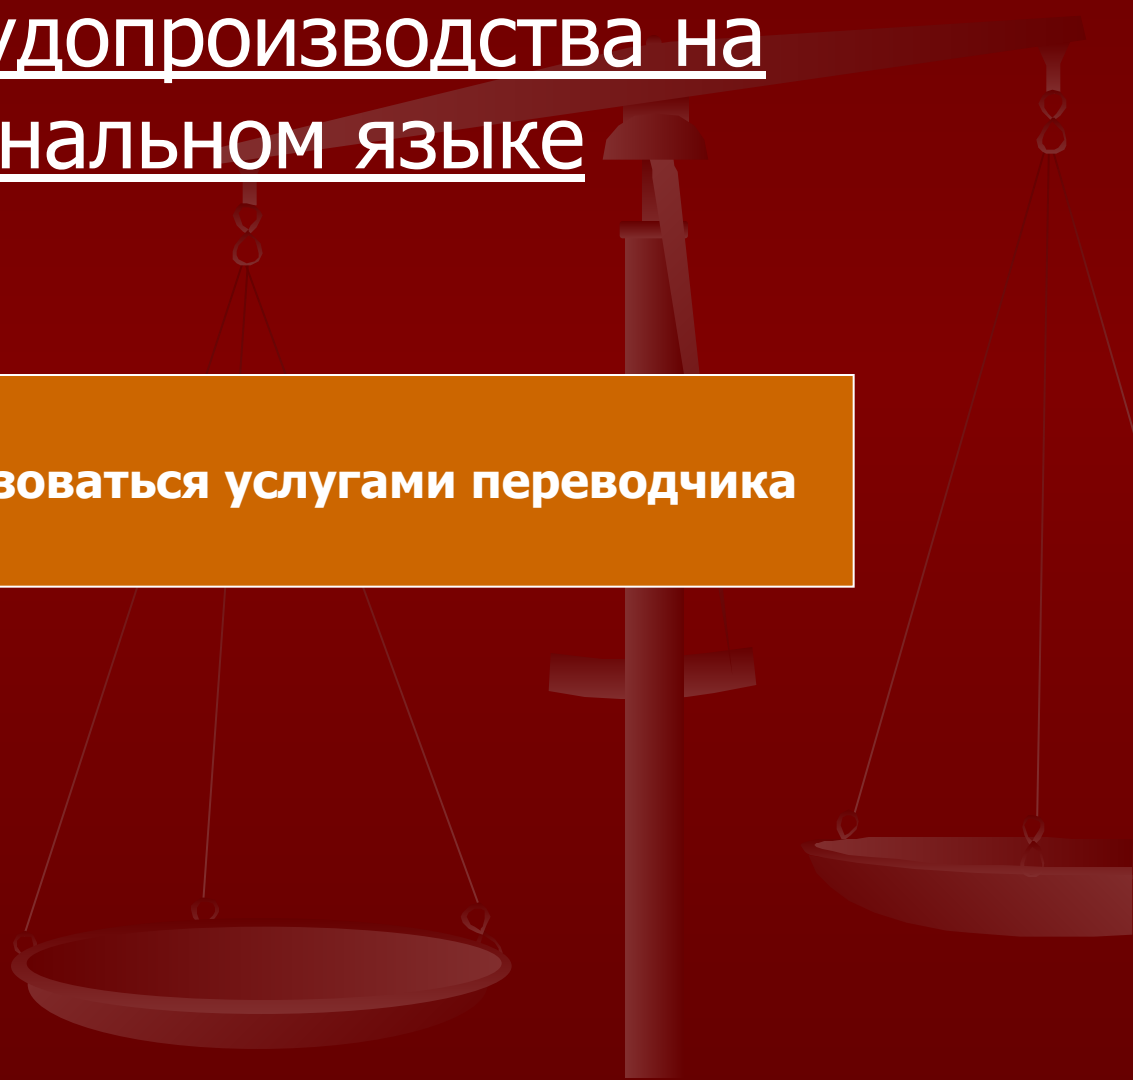 удопроизводства на
нальном языке
зоваться услугами переводчика